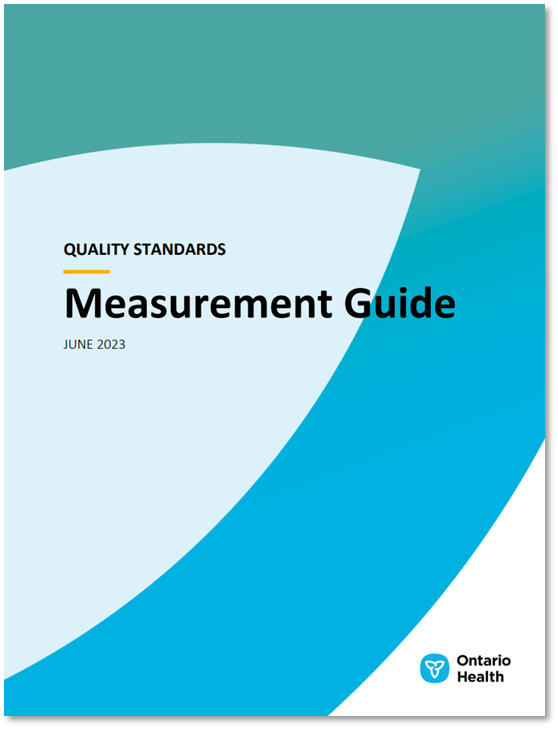 QUALITY STANDARDS
Measurement Guide
JUNE 2023
Ontario
Health